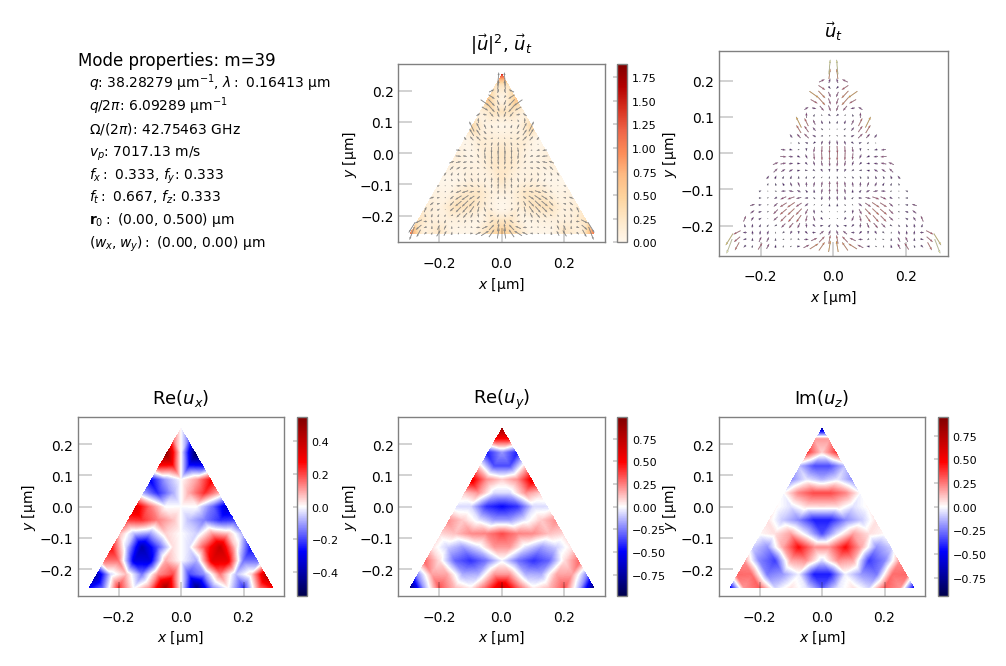 Mode properties: m=39
q: 38.28279 μm⁻¹, λ: 0.16413 μm
q/2π: 6.09289 μm⁻¹
Ω/(2π): 42.75463 GHz
v_p: 7017.13 m/s
f_x: 0.333, f_y: 0.333
f_t: 0.667, f_z: 0.333
r₀: (0.00, 0.500) μm
(w_x, w_y): (0.00, 0.00) μm
|u⃗|², u⃗_t
0.2
0.1
0.0
−0.1
−0.2
y [μm]
−0.2 0.0 0.2
x [μm]
1.75
1.50
1.25
1.00
0.75
0.50
0.25
0.00
u⃗_t
0.2
0.1
0.0
−0.1
−0.2
y [μm]
−0.2 0.0 0.2
x [μm]
Re(u_x)
0.2
0.1
0.0
−0.1
−0.2
y [μm]
−0.2 0.0 0.2
x [μm]
0.4
0.2
0.0
−0.2
−0.4
Re(u_y)
0.2
0.1
0.0
−0.1
−0.2
y [μm]
−0.2 0.0 0.2
x [μm]
0.75
0.50
0.25
0.00
−0.25
−0.50
−0.75
Im(u_z)
0.2
0.1
0.0
−0.1
−0.2
y [μm]
−0.2 0.0 0.2
x [μm]
0.75
0.50
0.25
0.00
−0.25
−0.50
−0.75